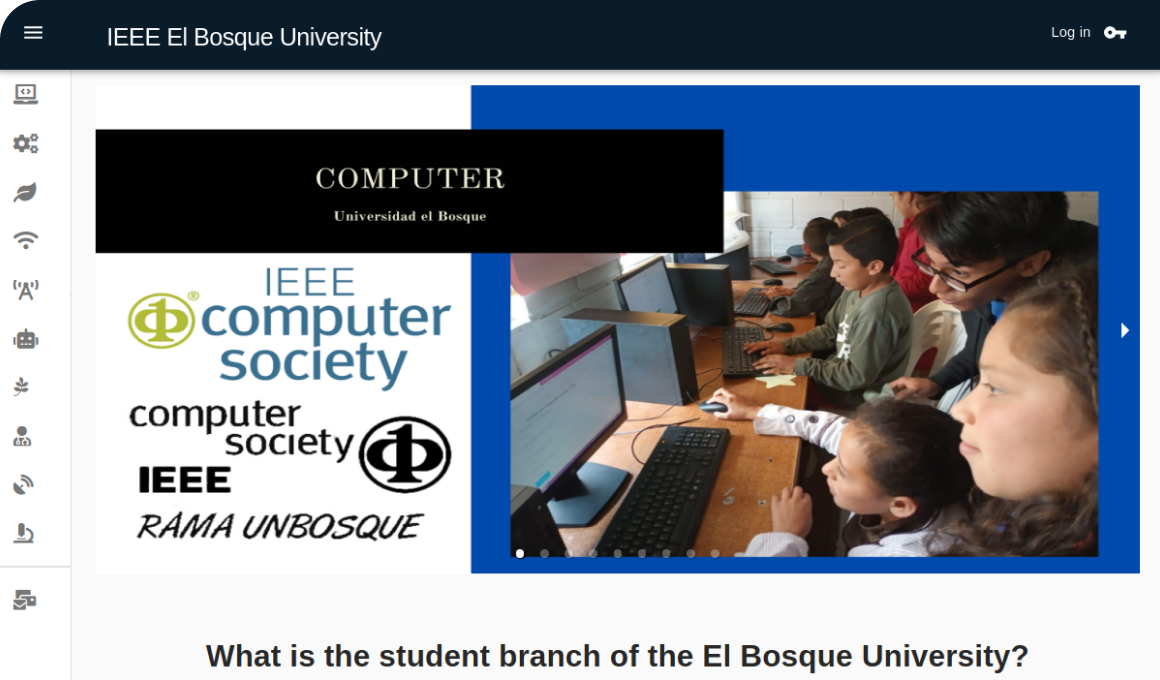 IEEE El Bosque University
Log in
COMPUTER
Universidad el Bosque
IEEE
computer
society
computer
society
IEEE
RAMA UNBOSQUE
What is the student branch of the El Bosque University?